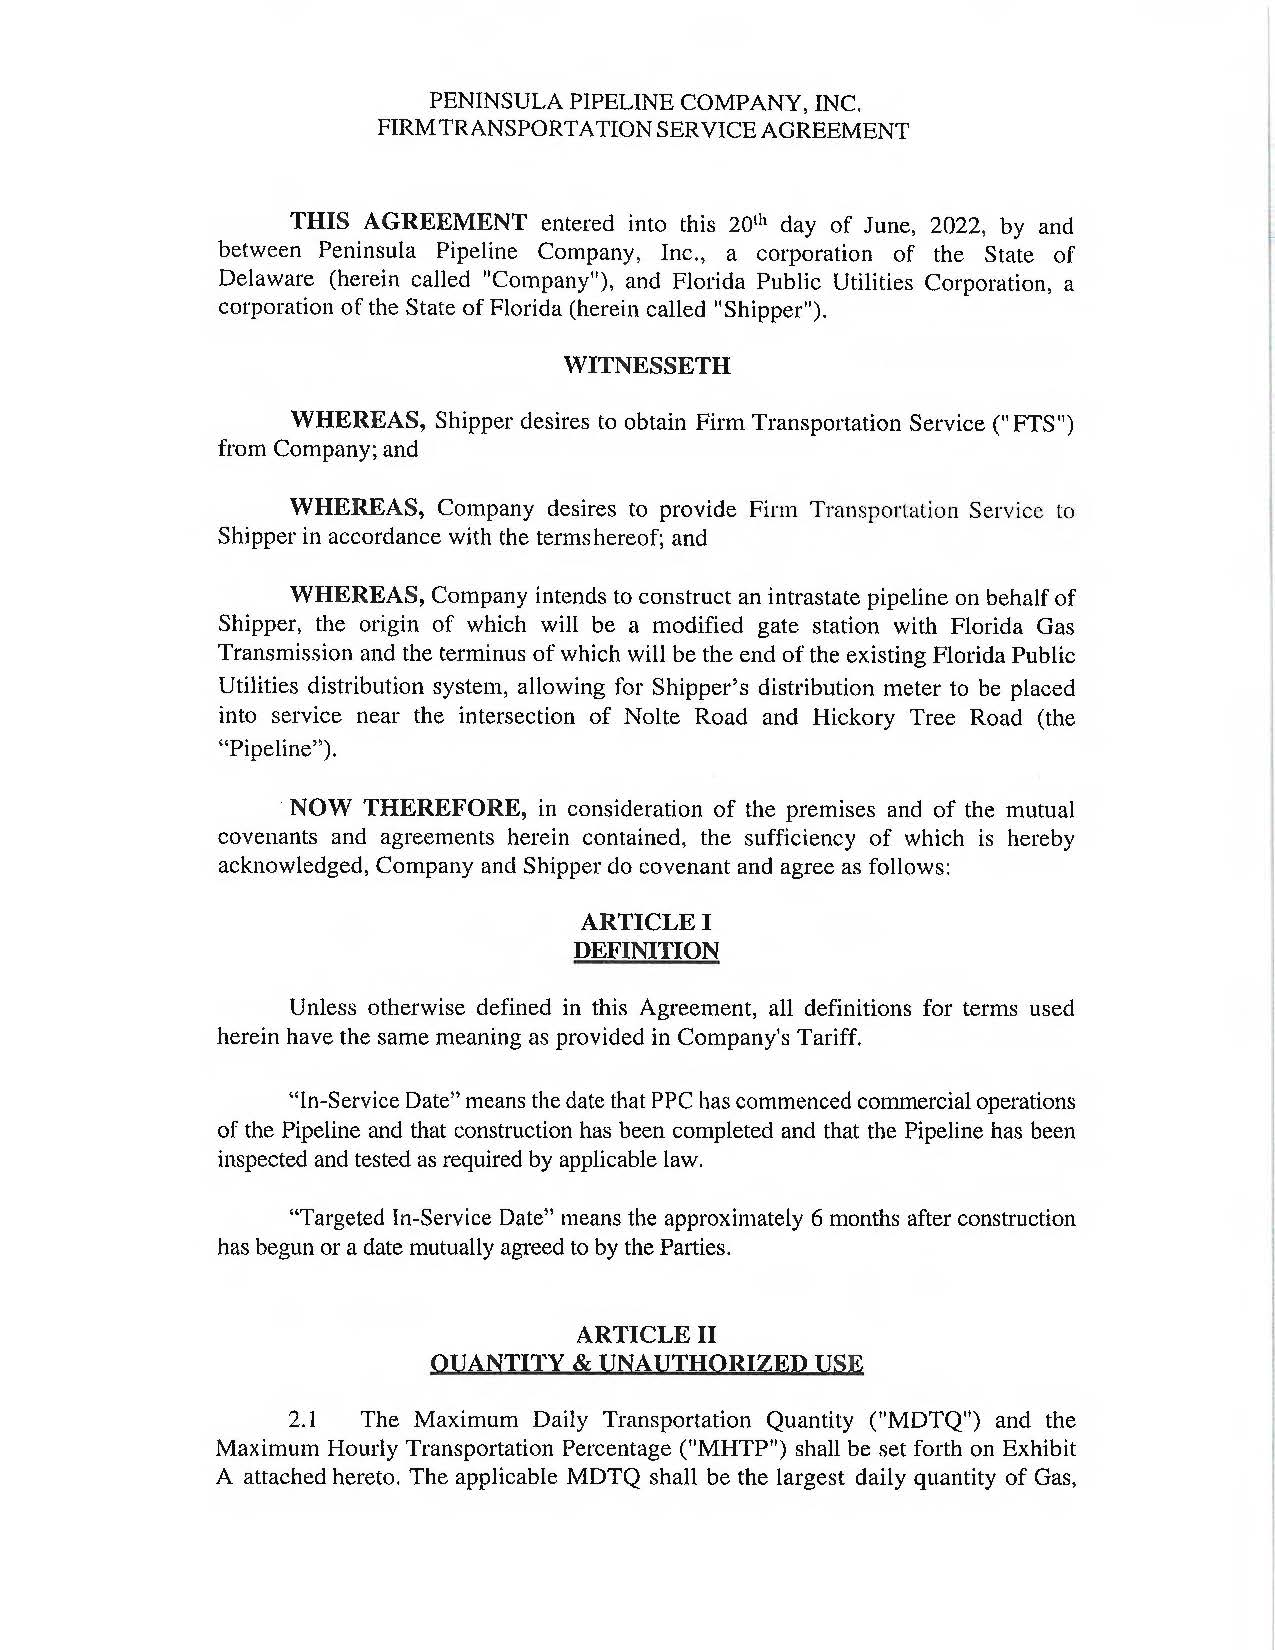 PENINSULA PIPELINE COMPANY, INC.
FIRM TRANSPORTATION SERVICE AGREEMENT
THIS AGREEMENT entered into this 20th day of June, 2022, by and
between Peninsula Pipeline Company, Inc., a corporation of the State of
Delaware (herein called "Company"), and Florida Public Utilities Corporation, a
corporation of the State of Florida (herein called "Shipper").
WITNESSETH
WHEREAS, Shipper desires to obtain Firm Transportation Service ("FTS")
from Company; and
WHEREAS, Company desires to provide Firm Transportation Service to
Shipper in accordance with the terms hereof; and
WHEREAS, Company intends to construct an intrastate pipeline on behalf of
Shipper, the origin of which will be a modified gate station with Florida Gas
Transmission and the terminus of which will be the end of the existing Florida Public
Utilities distribution system, allowing for Shipper’s distribution meter to be placed
into service near the intersection of Nolte Road and Hickory Tree Road (the
“Pipeline”).
NOW THEREFORE, in consideration of the premises and of the mutual
covenants and agreements herein contained, the sufficiency of which is hereby
acknowledged, Company and Shipper do covenant and agree as follows:
ARTICLE I
DEFINITION
Unless otherwise defined in this Agreement, all definitions for terms used
herein have the same meaning as provided in Company's Tariff.
“In-Service Date” means the date that PPC has commenced commercial operations
of the Pipeline and that construction has been completed and that the Pipeline has been
inspected and tested as required by applicable law.
“Targeted In-Service Date” means the approximately 6 months after construction
has begun or a date mutually agreed to by the Parties.
ARTICLE II
QUANTITY & UNAUTHORIZED USE
2.1 The Maximum Daily Transportation Quantity ("MDTQ") and the
Maximum Hourly Transportation Percentage ("MHTP") shall be set forth on Exhibit
A attached hereto. The applicable MDTQ shall be the largest daily quantity of Gas,